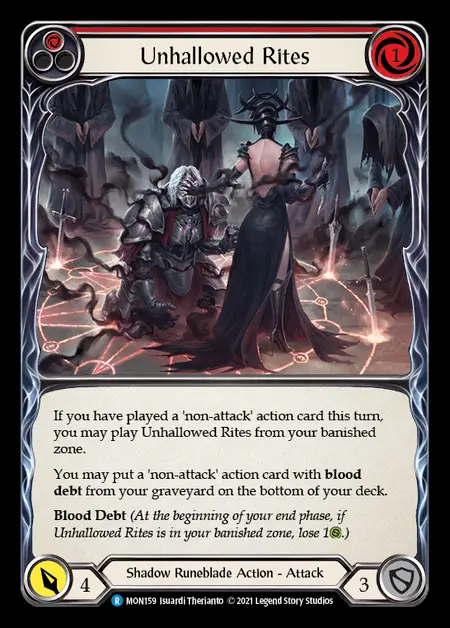 Unhallowed Rites
1
If you have played a 'non-attack' action card this turn,
you may play Unhallowed Rites from your banished
zone.
You may put a 'non-attack' action card with blood
debt from your graveyard on the bottom of your deck.
Blood Debt (At the beginning of your end phase, if
Unhallowed Rites is in your banished zone, lose 1.)
4
Shadow Runeblade Action - Attack
3
R MON159 Isuardi Therianto © 2021 Legend Story Studios